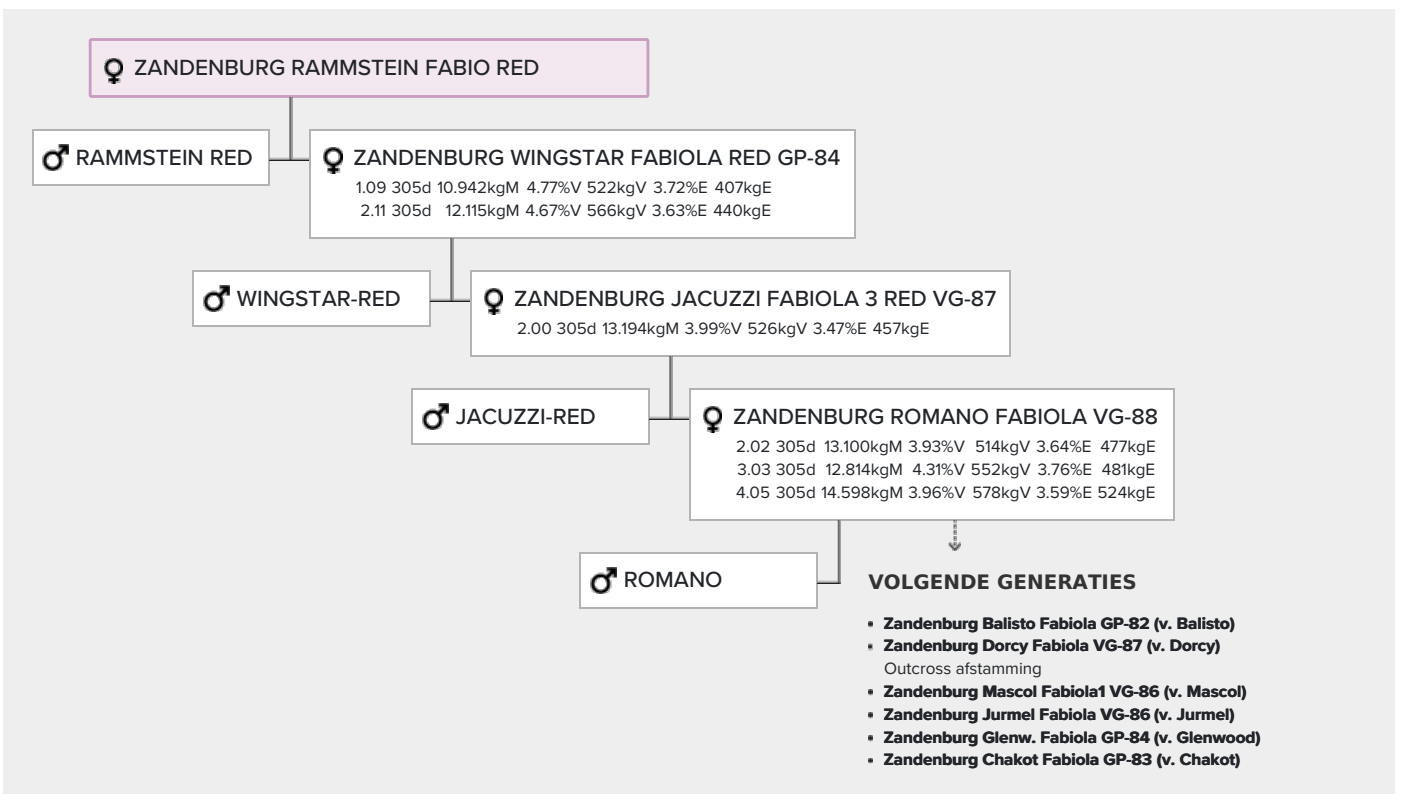 ZANDENBURG RAMMSTEIN FABIO RED
RAMMSTEIN RED
ZANDENBURG WINGSTAR FABIOLA RED GP-84
1.09 305d 10.942kgM 4.77%V 522kgV 3.72%E 407kgE
2.11 305d 12.115kgM 4.67%V 566kgV 3.63%E 440kgE
WINGSTAR-RED
ZANDENBURG JACUZZI FABIOLA 3 RED VG-87
2.00 305d 13.194kgM 3.99%V 526kgV 3.47%E 457kgE
JACUZZI-RED
ZANDENBURG ROMANO FABIOLA VG-88
2.02 305d 13.100kgM 3.93%V 514kgV 3.64%E 477kgE
3.03 305d 12.814kgM 4.31%V 552kgV 3.76%E 481kgE
4.05 305d 14.598kgM 3.96%V 578kgV 3.59%E 524kgE
ROMANO
VOLGENDE GENERATIES
• Zandenburg Balisto Fabiola GP-82 (v. Balisto)
• Zandenburg Dorcy Fabiola VG-87 (v. Dorcy)
Outcross afstamming
• Zandenburg Mascol Fabiola1 VG-86 (v. Mascol)
• Zandenburg Jurmel Fabiola VG-86 (v. Jurmel)
• Zandenburg Glenw. Fabiola GP-84 (v. Glenwood)
• Zandenburg Chakot Fabiola GP-83 (v. Chakot)